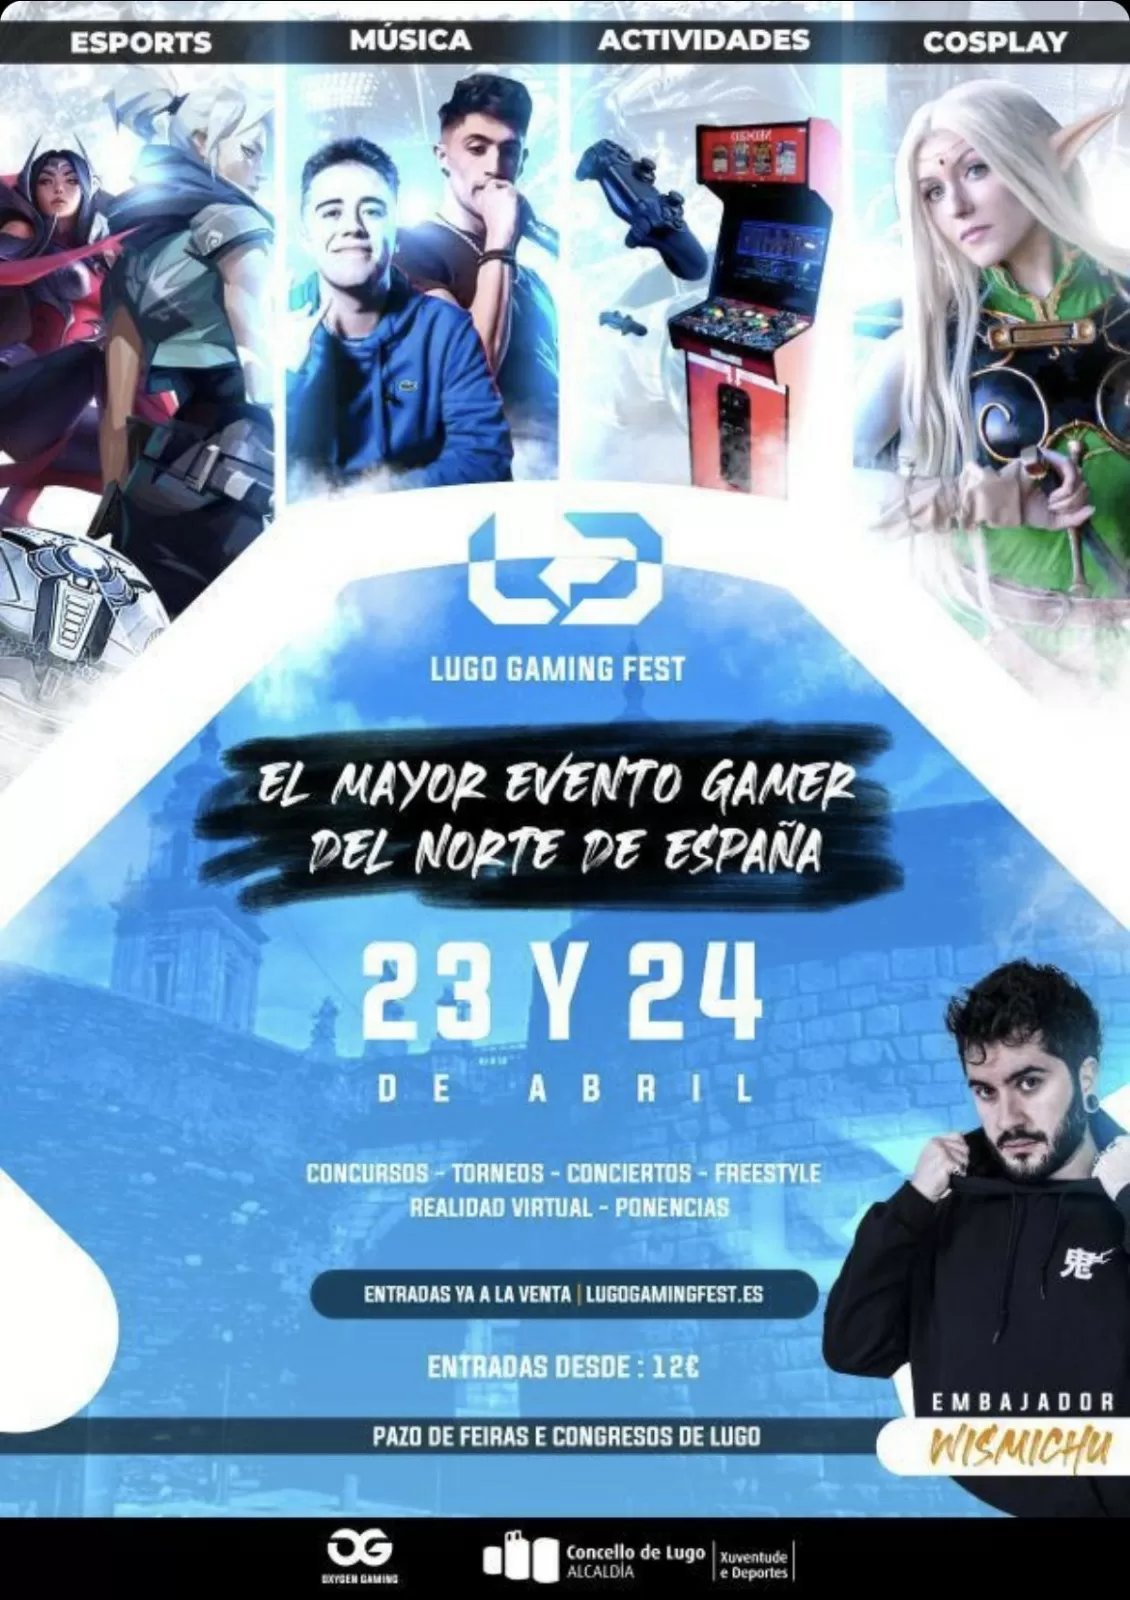 ESPORTS
MÚSICA
ACTIVIDADES
COSPLAY
LUGO GAMING FEST
EL MAYOR EVENTO GAMER
DEL NORTE DE ESPAÑA
23 Y 24
DE ABRIL
CONCURSOS - TORNEOS - CONCIERTOS - FREESTYLE
REALIDAD VIRTUAL - PONENCIAS
ENTRADAS YA A LA VENTA | LUGOGAMINGFEST.ES
ENTRADAS DESDE : 12€
EMBAJADOR
WISMICHU
PAZO DE FEIRAS E CONGRESOS DE LUGO
OG
OXYGEN GAMING
Concello de Lugo
ALCALDÍA
Xuventude
e Deportes
鬼